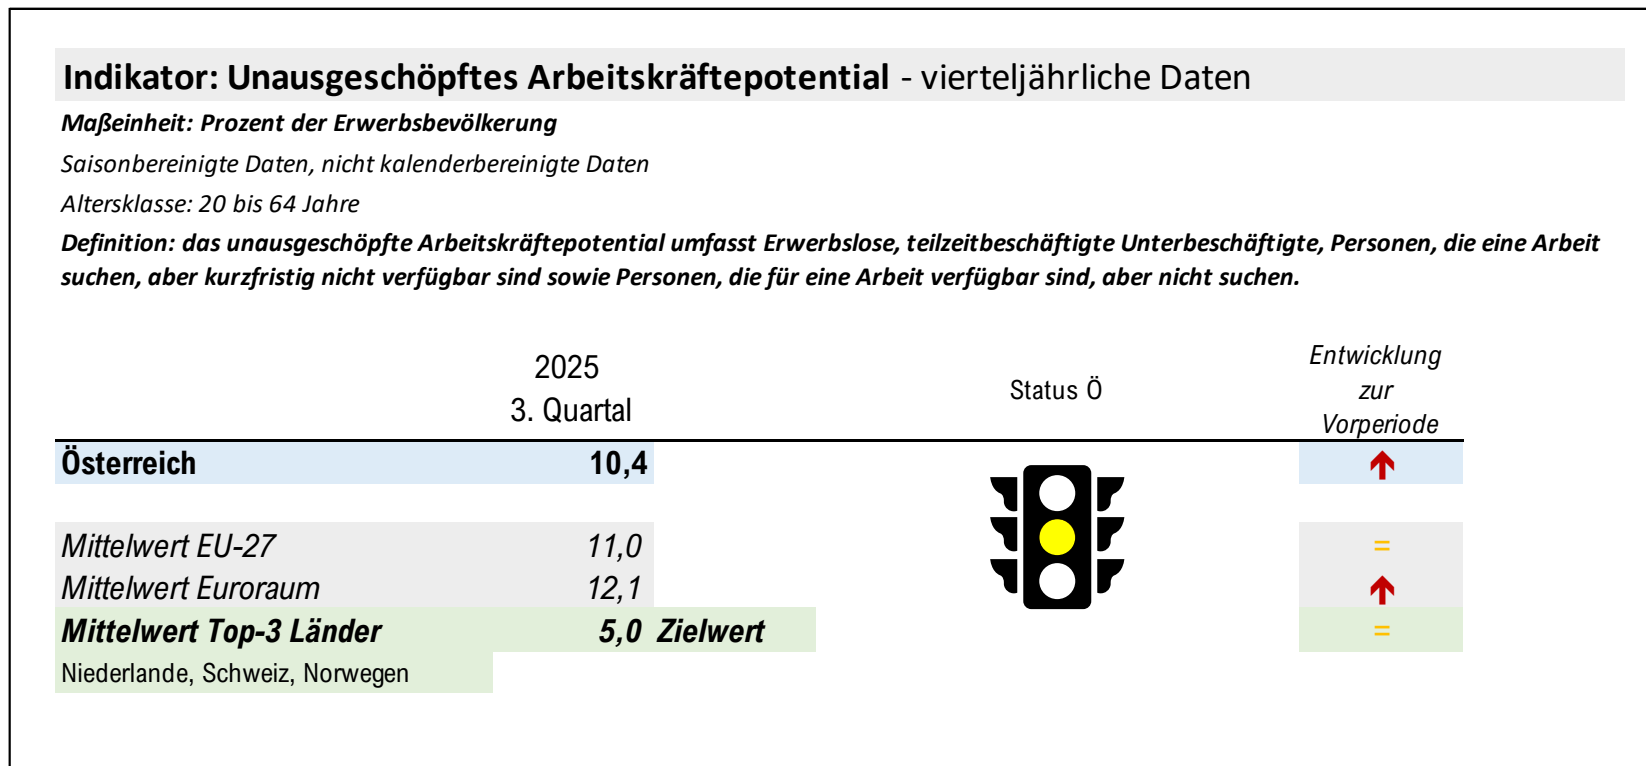 Indikator: Unausgeschöpftes Arbeitskräftepotential - vierteljährliche Daten
Maßeinheit: Prozent der Erwerbsbevölkerung
Saisonbereinigte Daten, nicht kalenderbereinigte Daten
Altersklasse: 20 bis 64 Jahre
Definition: das unausgeschöpfte Arbeitskräftepotential umfasst Erwerbslose, teilzeitbeschäftigte Unterbeschäftigte, Personen, die eine Arbeit
suchen, aber kurzfristig nicht verfügbar sind sowie Personen, die für eine Arbeit verfügbar sind, aber nicht suchen.
2025
3. Quartal
Status Ö
Entwicklung
zur
Vorperiode
Österreich 10,4 ↑
Mittelwert EU-27 11,0 =
Mittelwert Euroraum 12,1 ↑
Mittelwert Top-3 Länder 5,0 Zielwert =
Niederlande, Schweiz, Norwegen